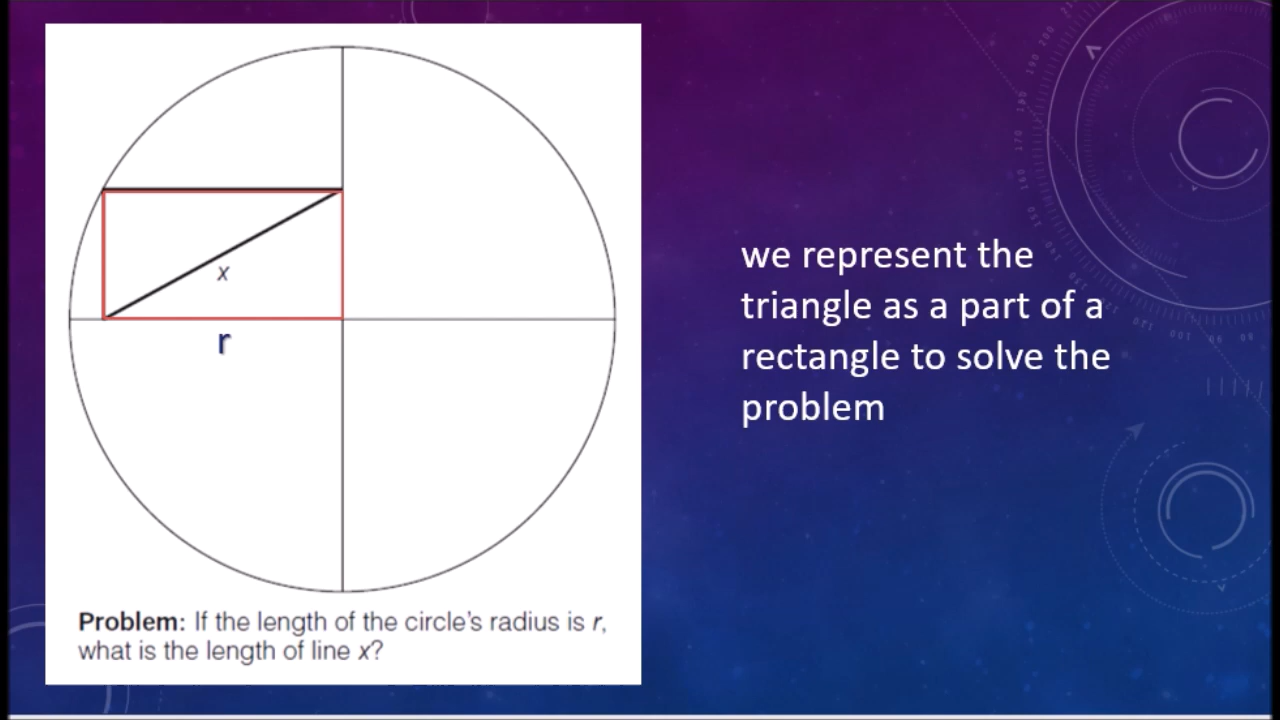 x
r
Problem: If the length of the circle's radius is r,
what is the length of line x?
we represent the
triangle as a part of a
rectangle to solve the
problem